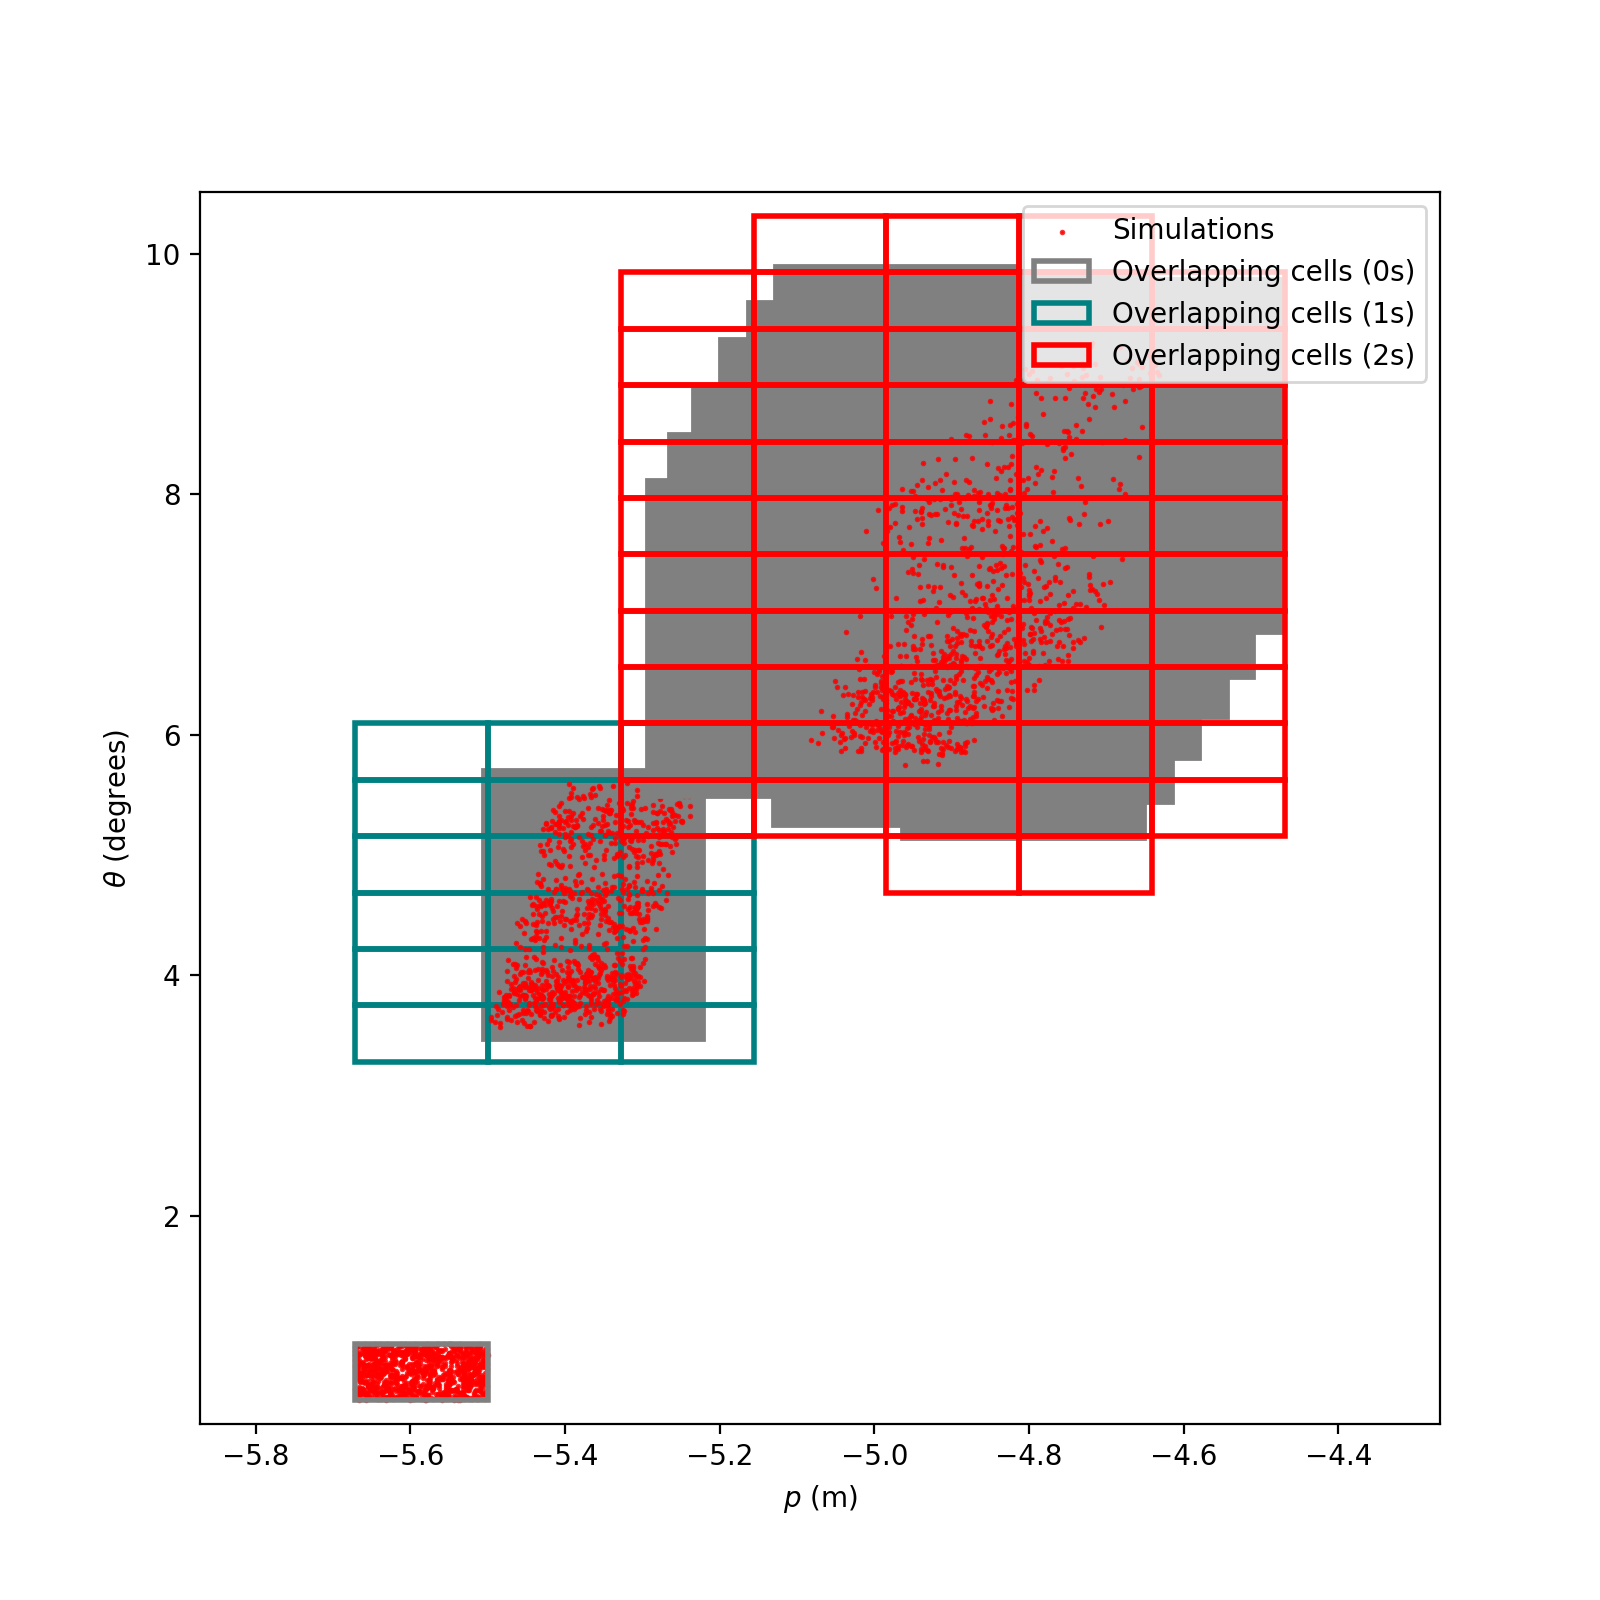 Simulations
Overlapping cells (0s)
Overlapping cells (1s)
Overlapping cells (2s)
10
8
6
4
2
θ (degrees)
−5.8 −5.6 −5.4 −5.2 −5.0 −4.8 −4.6 −4.4
p (m)